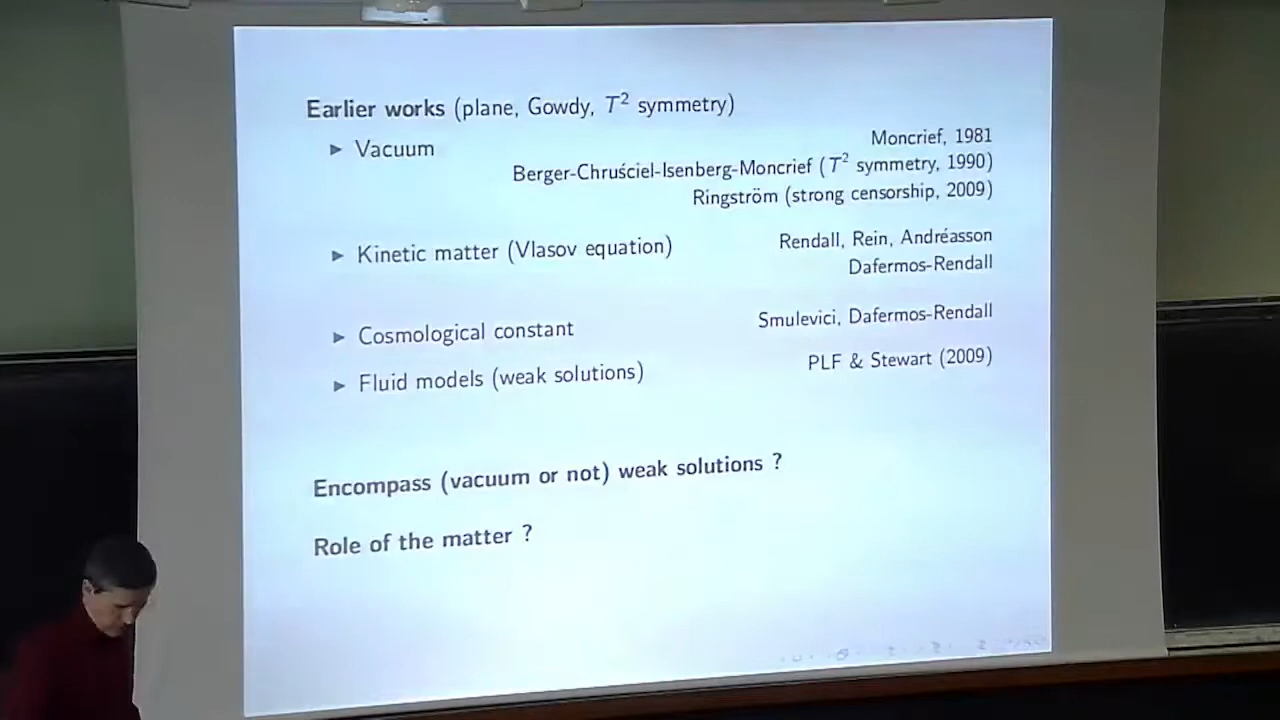 Earlier works (plane, Gowdy, T² symmetry)
▶ Vacuum
Moncrief, 1981
Berger-Chruściel-Isenberg-Moncrief (T² symmetry, 1990)
Ringström (strong censorship, 2009)
▶ Kinetic matter (Vlasov equation)
Rendall, Rein, Andréasson
Dafermos-Rendall
▶ Cosmological constant
Smulevici, Dafermos-Rendall
▶ Fluid models (weak solutions)
PLF & Stewart (2009)
Encompass (vacuum or not) weak solutions ?
Role of the matter ?